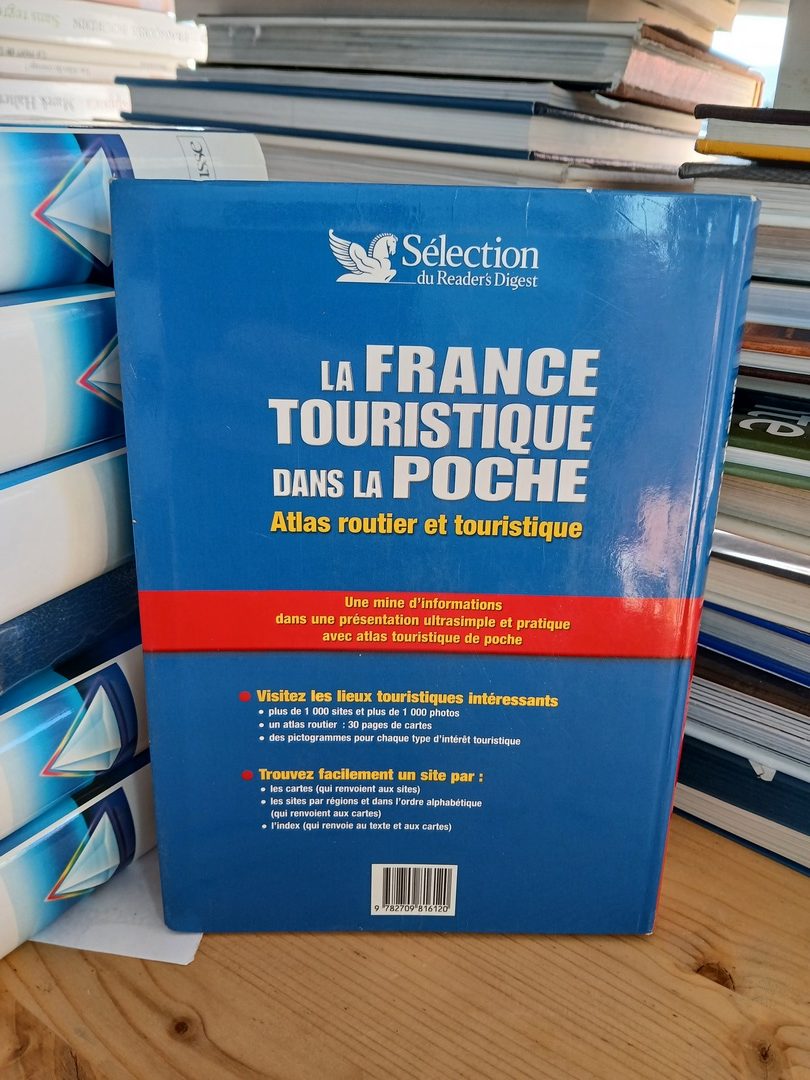 Sans regret
Marek Halter
Sélection
du Reader's Digest
LA FRANCE
TOURISTIQUE
DANS LA POCHE
Atlas routier et touristique
Une mine d'informations
dans une présentation ultrasimple et pratique
avec atlas touristique de poche
• Visitez les lieux touristiques intéressants
• plus de 1 000 sites et plus de 1 000 photos
• un atlas routier : 30 pages de cartes
• des pictogrammes pour chaque type d'intérêt touristique
• Trouvez facilement un site par :
• les cartes (qui renvoient aux sites)
• les sites par régions et dans l'ordre alphabétique
(qui renvoient aux cartes)
• l'index (qui renvoie au texte et aux cartes)
9 782709 816120